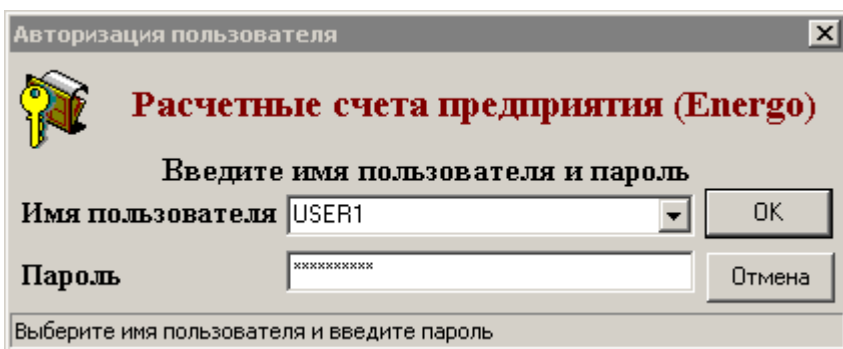 Авторизация пользователя
Расчетные счета предприятия (Energo)
Введите имя пользователя и пароль
Имя пользователя USER1 OK
Пароль ********** Отмена
Выберите имя пользователя и введите пароль